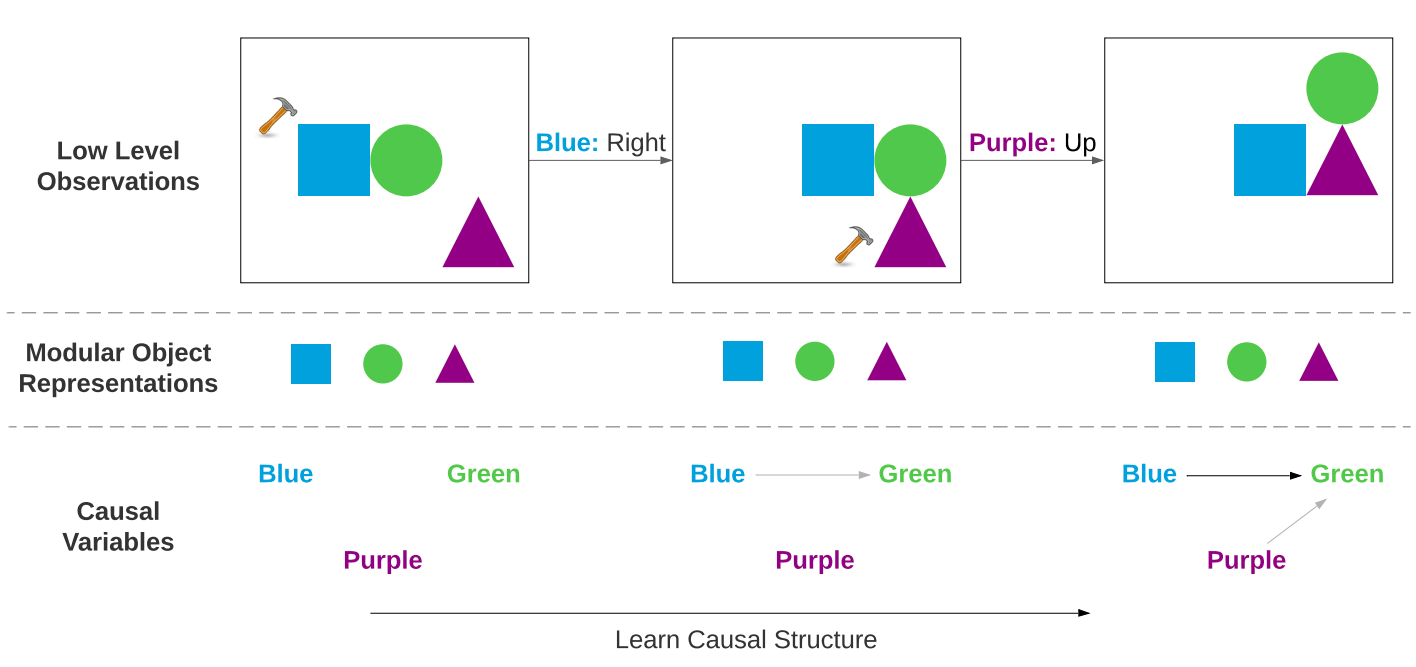 Low Level
Observations
Blue: Right
Purple: Up
Modular Object
Representations
Causal
Variables
Blue
Green
Purple
Blue
Green
Purple
Blue
Green
Purple
Learn Causal Structure